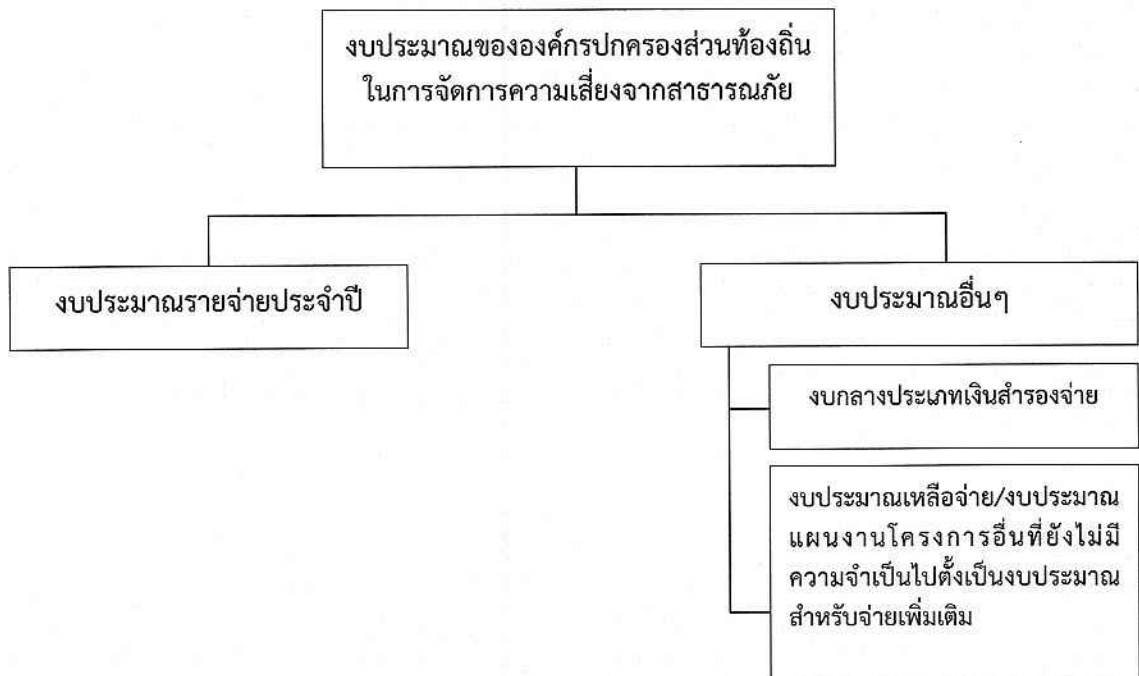 งบประมาณขององค์กรปกครองส่วนท้องถิ่น
ในการจัดการความเสี่ยงจากสาธารณภัย
งบประมาณรายจ่ายประจำปี
งบประมาณอื่นๆ
งบกลางประเภทเงินสำรองจ่าย
งบประมาณเหลือจ่าย/งบประมาณ
แผนงานโครงการอื่นที่ยังไม่มี
ความจำเป็นไปตั้งเป็นงบประมาณ
สำหรับจ่ายเพิ่มเติม